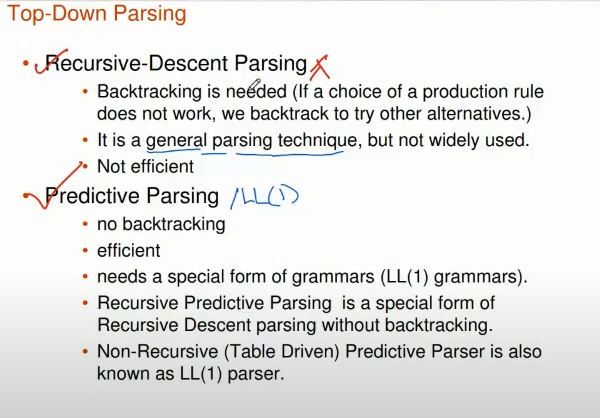 Top-Down Parsing
• Recursive-Descent Parsing
• Backtracking is needed (If a choice of a production rule
does not work, we backtrack to try other alternatives.)
• It is a general parsing technique, but not widely used.
• Not efficient
• Predictive Parsing /LL(1)
• no backtracking
• efficient
• needs a special form of grammars (LL(1) grammars).
• Recursive Predictive Parsing is a special form of
Recursive Descent parsing without backtracking.
• Non-Recursive (Table Driven) Predictive Parser is also
known as LL(1) parser.